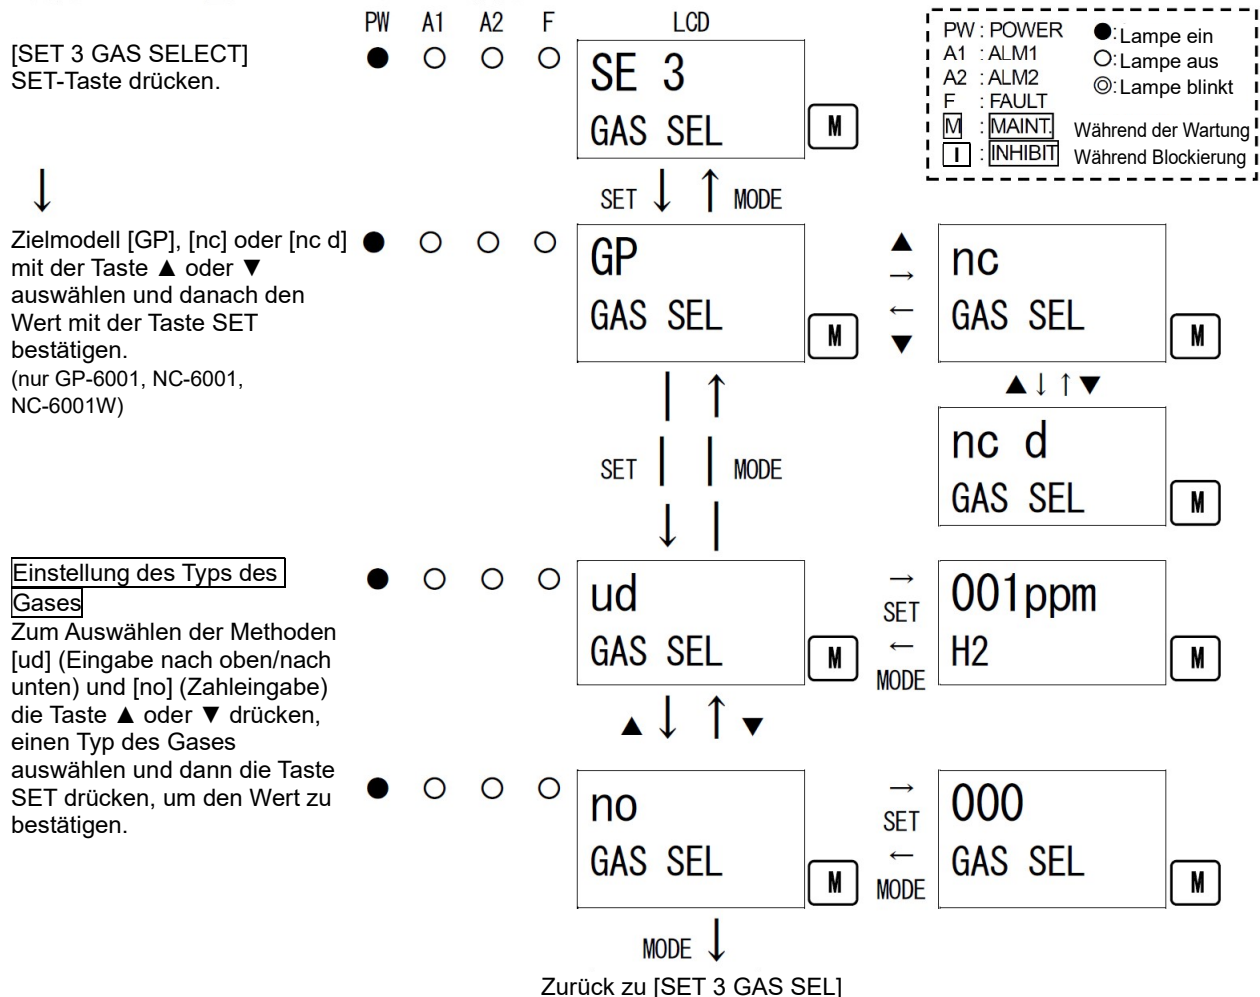 PW A1 A2 F LCD
[SET 3 GAS SELECT]
SET-Taste drücken.
SE 3
GAS SEL
M
PW : POWER ●:Lampe ein
A1 : ALM1 ○:Lampe aus
A2 : ALM2 ◎:Lampe blinkt
F : FAULT
M : MAINT. Während der Wartung
I : INHIBIT Während Blockierung
↓
SET ↓ ↑ MODE
Zielmodell [GP], [nc] oder [nc d]
mit der Taste ▲ oder ▼
auswählen und danach den
Wert mit der Taste SET
bestätigen.
(nur GP-6001, NC-6001,
NC-6001W)
GP
GAS SEL
M
▲
→
←
▼
nc
GAS SEL
M
▲↓ ↑▼
nc d
GAS SEL
M
SET ↓ ↑ MODE
Einstellung des Typs des
Gases
Zum Auswählen der Methoden
[ud] (Eingabe nach oben/nach
unten) und [no] (Zahleingabe)
die Taste ▲ oder ▼ drücken,
einen Typ des Gases
auswählen und dann die Taste
SET drücken, um den Wert zu
bestätigen.
ud
GAS SEL
M
→
SET
←
MODE
001ppm
H2
M
▲ ↓ ↑ ▼
no
GAS SEL
M
→
SET
←
MODE
000
GAS SEL
M
MODE ↓
Zurück zu [SET 3 GAS SEL]